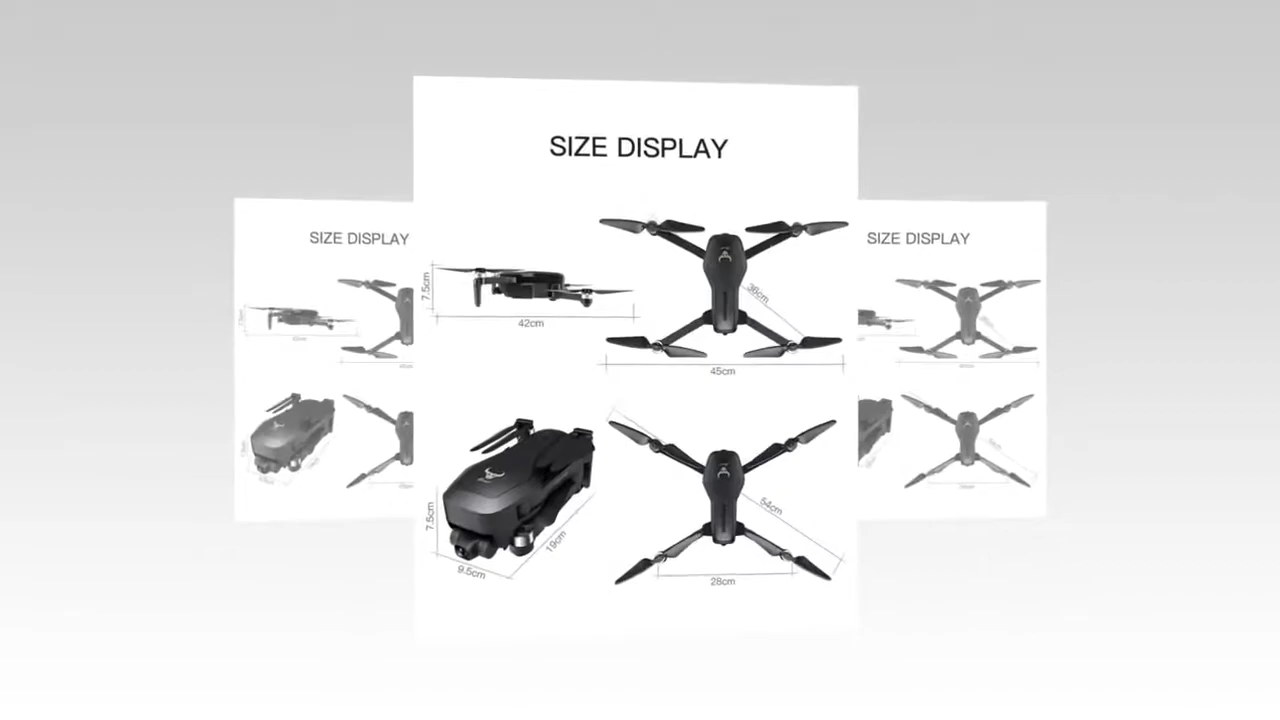 SIZE DISPLAY
SIZE DISPLAY
SIZE DISPLAY
7.5cm
42cm
36cm
45cm
7.5cm
9.5cm
19cm
54cm
28cm